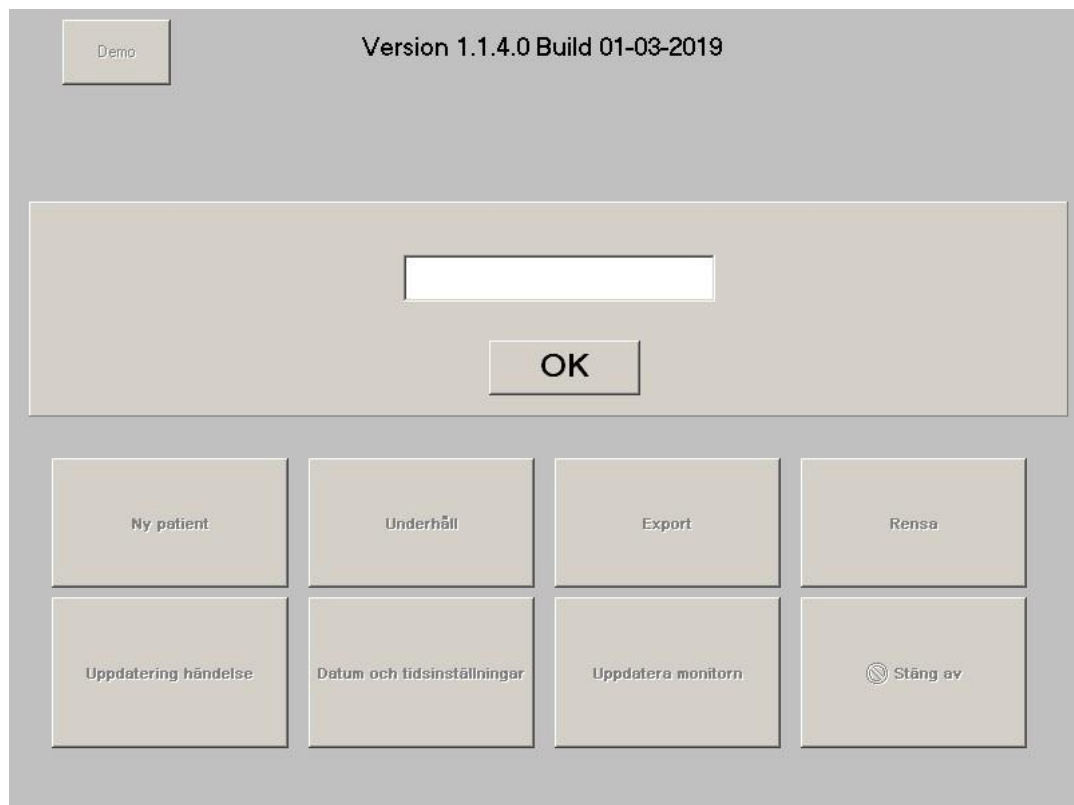 Demo
Version 1.1.4.0 Build 01-03-2019
OK
Ny patient
Underhåll
Export
Rensa
Uppdatering händelse
Datum och tidsinställningar
Uppdatera monitorn
Stäng av